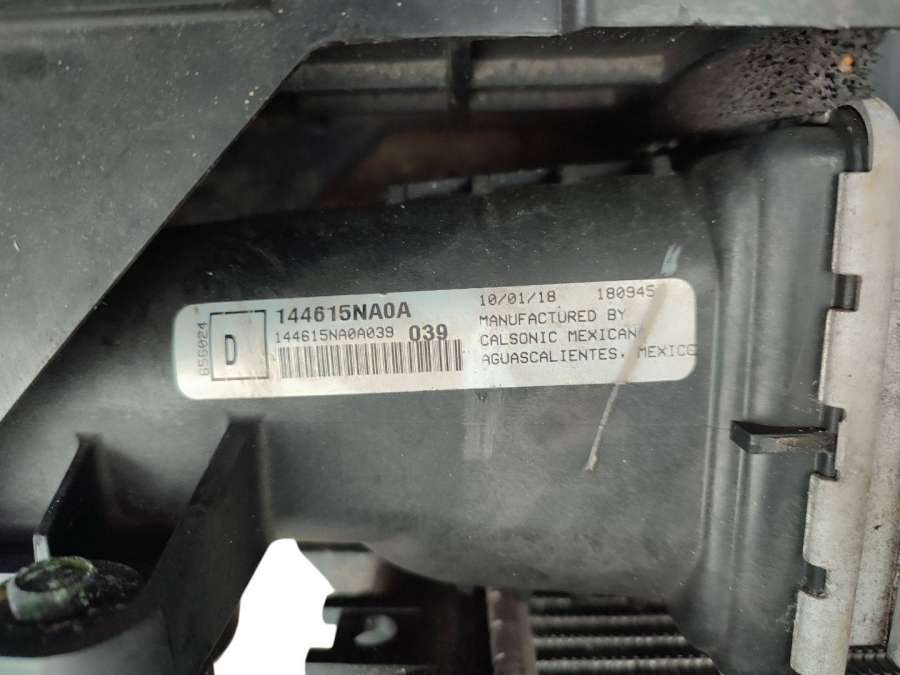 656024
D
144615NA0A
144615NA0A039 039
10/01/18 180945
MANUFACTURED BY
CALSONIC MEXICANA
AGUASCALIENTES, MEXICO